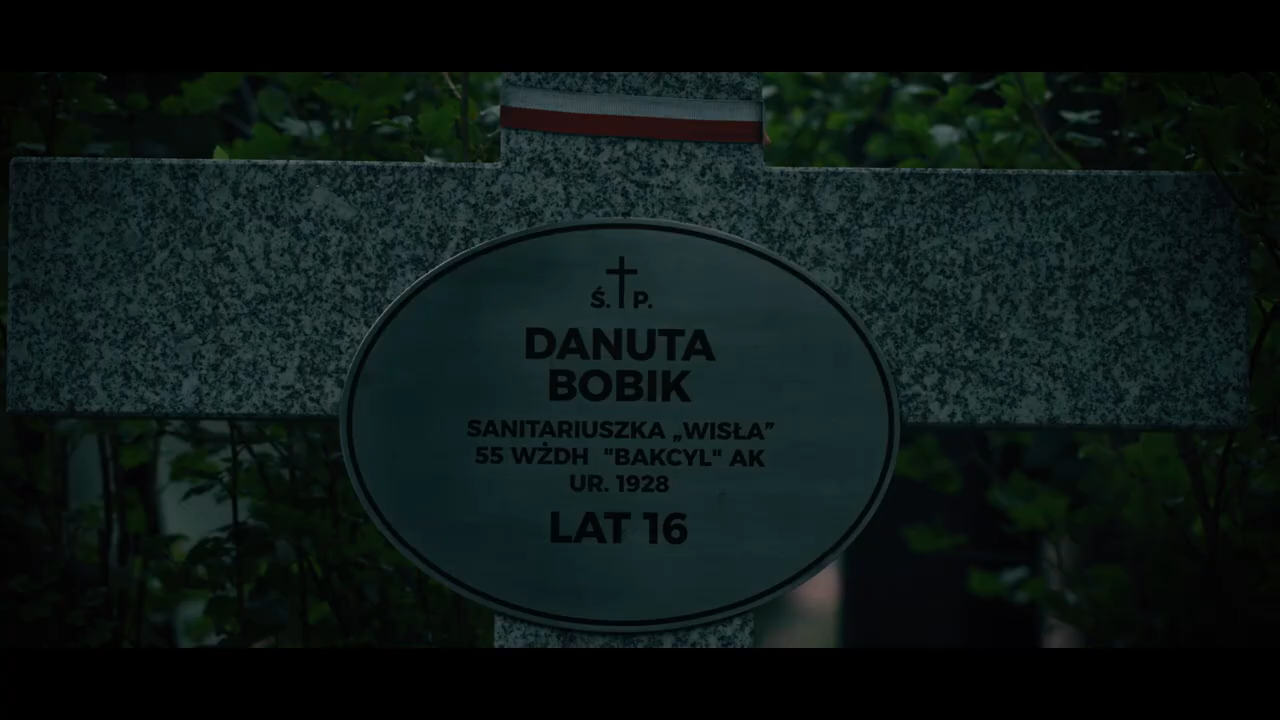 Ś. P.
DANUTA
BOBIK
SANITARIUSZKA „WISŁA”
55 WŻDH "BAKCYL" AK
UR. 1928
LAT 16